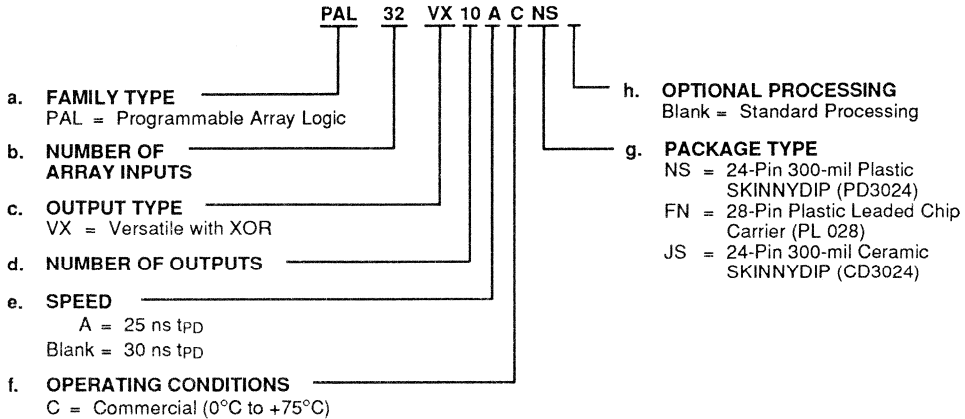 PAL 32 VX 10 A C NS
a. FAMILY TYPE
PAL = Programmable Array Logic
b. NUMBER OF
ARRAY INPUTS
c. OUTPUT TYPE
VX = Versatile with XOR
d. NUMBER OF OUTPUTS
e. SPEED
A = 25 ns tPD
Blank = 30 ns tPD
f. OPERATING CONDITIONS
C = Commercial (0°C to +75°C)
h. OPTIONAL PROCESSING
Blank = Standard Processing
g. PACKAGE TYPE
NS = 24-Pin 300-mil Plastic
SKINNYDIP (PD3024)
FN = 28-Pin Plastic Leaded Chip
Carrier (PL 028)
JS = 24-Pin 300-mil Ceramic
SKINNYDIP (CD3024)